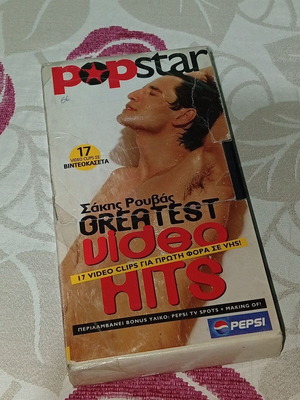 popstar
17
VIDEO CLIPS ΣΕ
ΒΙΝΤΕΟΚΑΣΕΤΑ
Σάκης Ρουβάς
GREATEST
video
17 VIDEO CLIPS ΓΙΑ ΠΡΩΤΗ ΦΟΡΑ ΣΕ VHS!
HITS
ΠΕΡΙΛΑΜΒΑΝΕΙ BONUS ΥΛΙΚΟ: PEPSI TV SPOTS • MAKING OF!
PEPSI